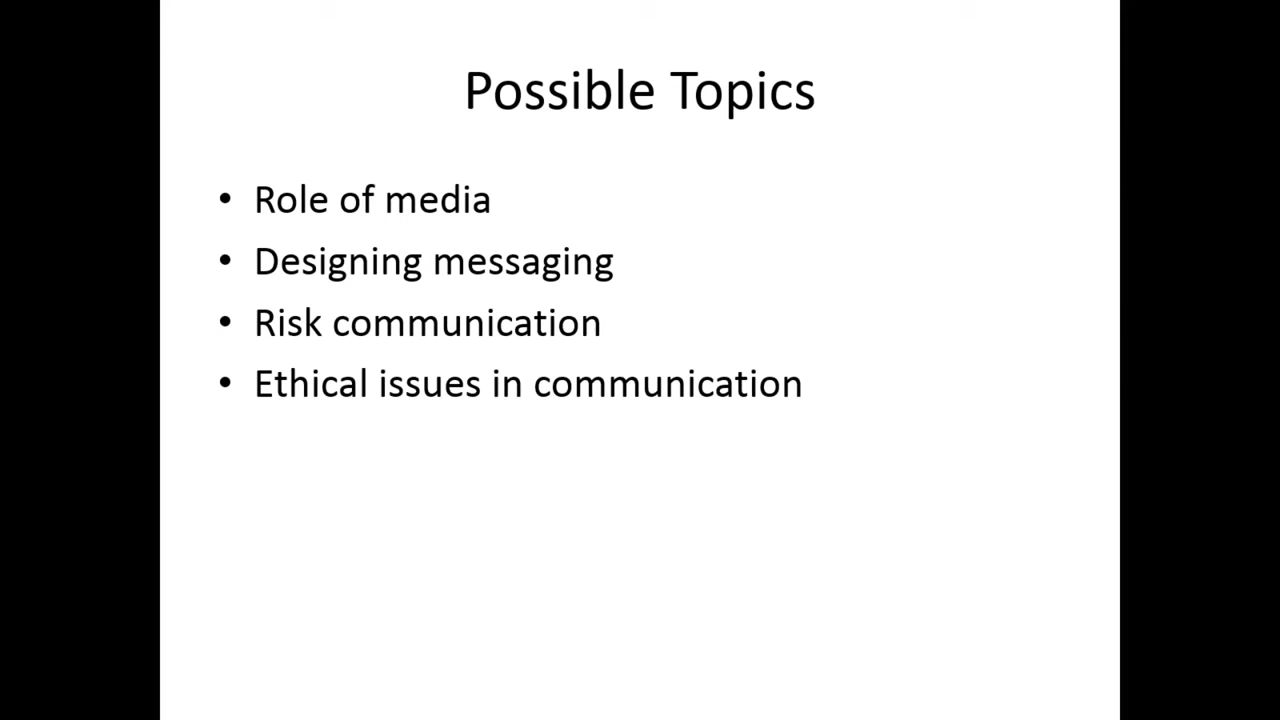 Possible Topics
• Role of media
• Designing messaging
• Risk communication
• Ethical issues in communication